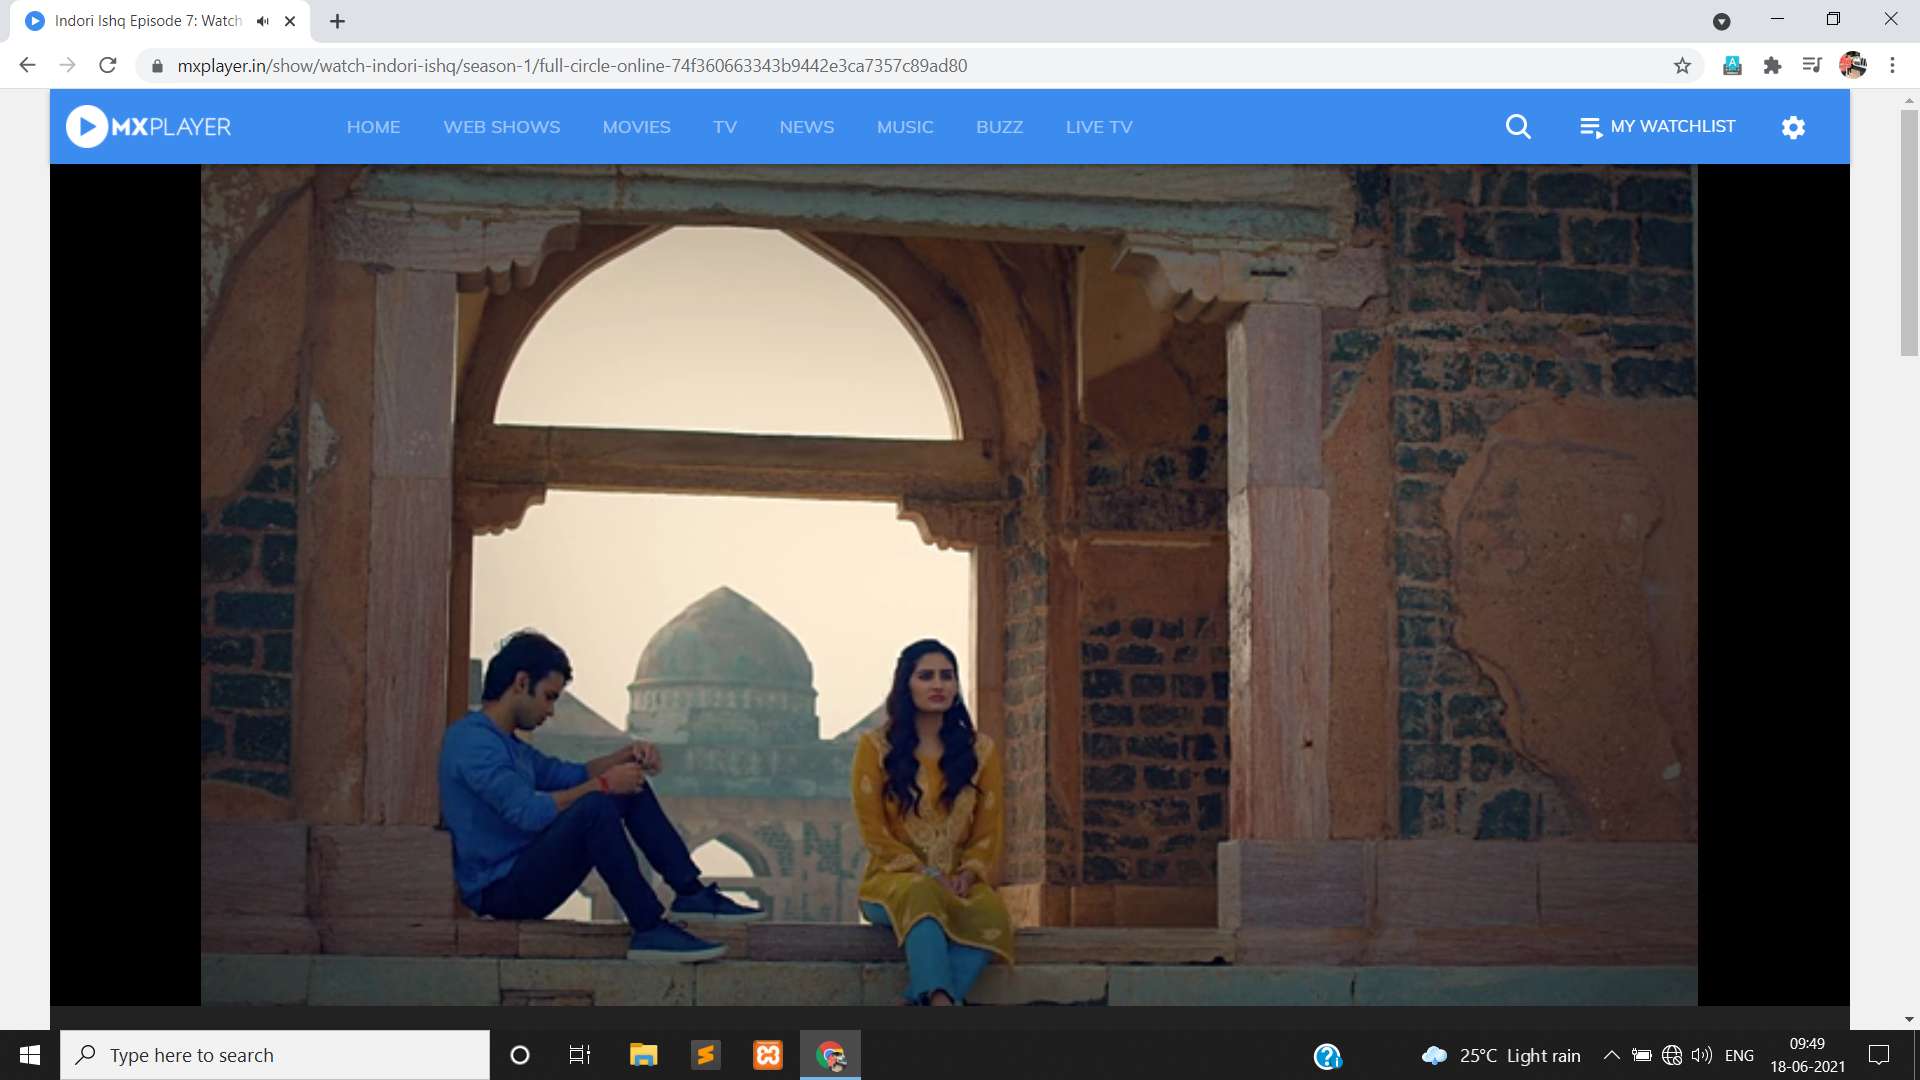 Indori Ishq Episode 7: Watch
mxplayer.in/show/watch-indori-ishq/season-1/full-circle-online-74f360663343b9442e3ca7357c89ad80
MXPLAYER
HOME
WEB SHOWS
MOVIES
TV
NEWS
MUSIC
BUZZ
LIVE TV
MY WATCHLIST
Type here to search
25°C Light rain
ENG
09:49
18-06-2021